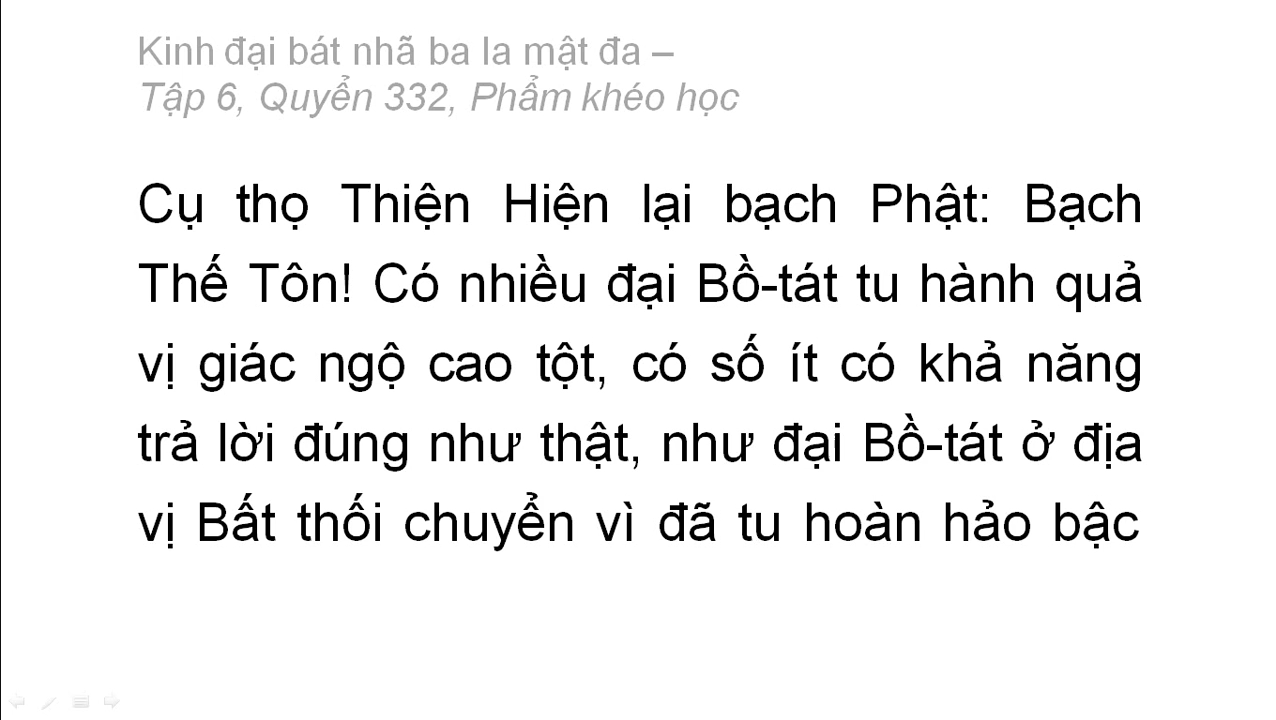 Kinh đại bát nhã ba la mật đa –
Tập 6, Quyển 332, Phẩm khéo học
Cụ thọ Thiện Hiện lại bạch Phật: Bạch
Thế Tôn! Có nhiều đại Bồ-tát tu hành quả
vị giác ngộ cao tột, có số ít có khả năng
trả lời đúng như thật, như đại Bồ-tát ở địa
vị Bất thối chuyển vì đã tu hoàn hảo bậc